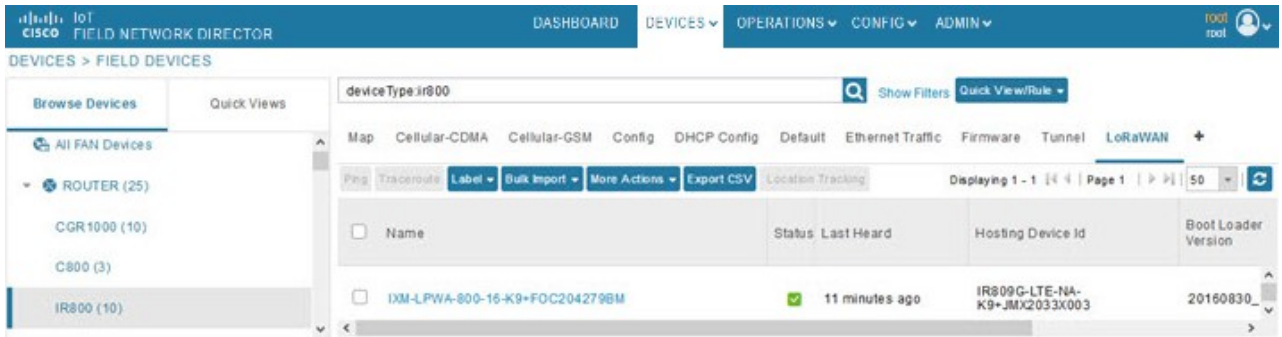 IoT
CISCO FIELD NETWORK DIRECTOR
DASHBOARD DEVICES OPERATIONS CONFIG ADMIN
root
root
DEVICES > FIELD DEVICES
Browse Devices Quick Views
All FAN Devices
ROUTER (25)
CGR1000 (10)
C800 (3)
IR800 (10)
deviceType:ir800 Show Filters Quick View/Rule
Map Cellular-CDMA Cellular-GSM Config DHCP Config Default Ethernet Traffic Firmware Tunnel LoRaWAN +
Ping Traceroute Label Bulk Import More Actions Export CSV Location Tracking Displaying 1 - 1 Page 1 50
Name Status Last Heard Hosting Device Id Boot Loader
Version
IXM-LPWA-800-16-K9+FOC204279BM 11 minutes ago IR809G-LTE-NA-
K9+JMX2033X003 20160830_